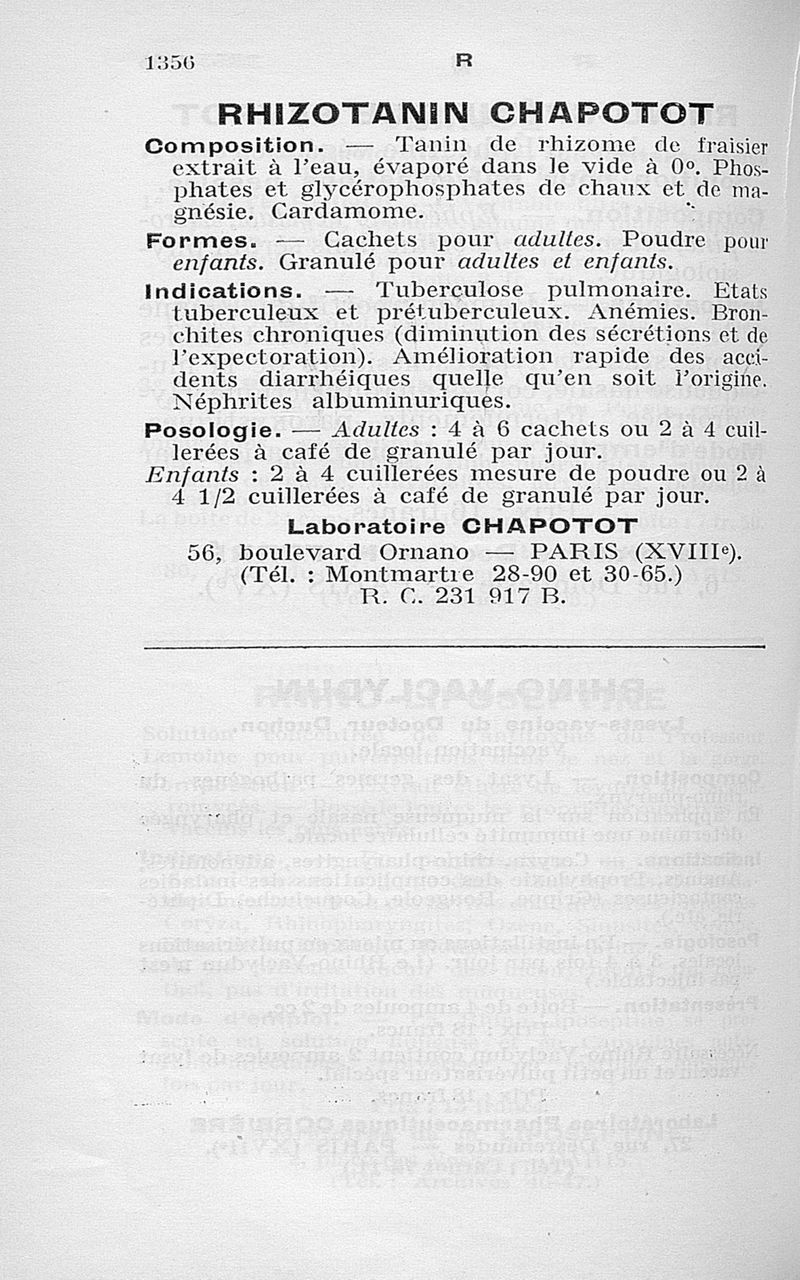 1356
R
RHIZOTANIN CHAPOTOT
Composition. — Tanin de rhizome de fraisier
extrait à l'eau, évaporé dans le vide à 0º. Phos-
phates et glycérophosphates de chaux et de ma-
gnésie. Cardamome.
Formes. — Cachets pour adultes. Poudre pour
enfants. Granulé pour adultes et enfants.
Indications. — Tuberculose pulmonaire. Etats
tuberculeux et prétuberculeux. Anémies. Bron-
chites chroniques (diminution des sécrétions et de
l'expectoration). Amélioration rapide des acci-
dents diarrhéiques quelle qu'en soit l'origine.
Néphrites albuminuriques.
Posologie. — Adultes : 4 à 6 cachets ou 2 à 4 cuil-
lerées à café de granulé par jour.
Enfants : 2 à 4 cuillerées mesure de poudre ou 2 à
4 1/2 cuillerées à café de granulé par jour.
Laboratoire CHAPOTOT
56, boulevard Ornano — PARIS (XVIIIe).
(Tél. : Montmartre 28-90 et 30-65.)
R. C. 231 917 B.